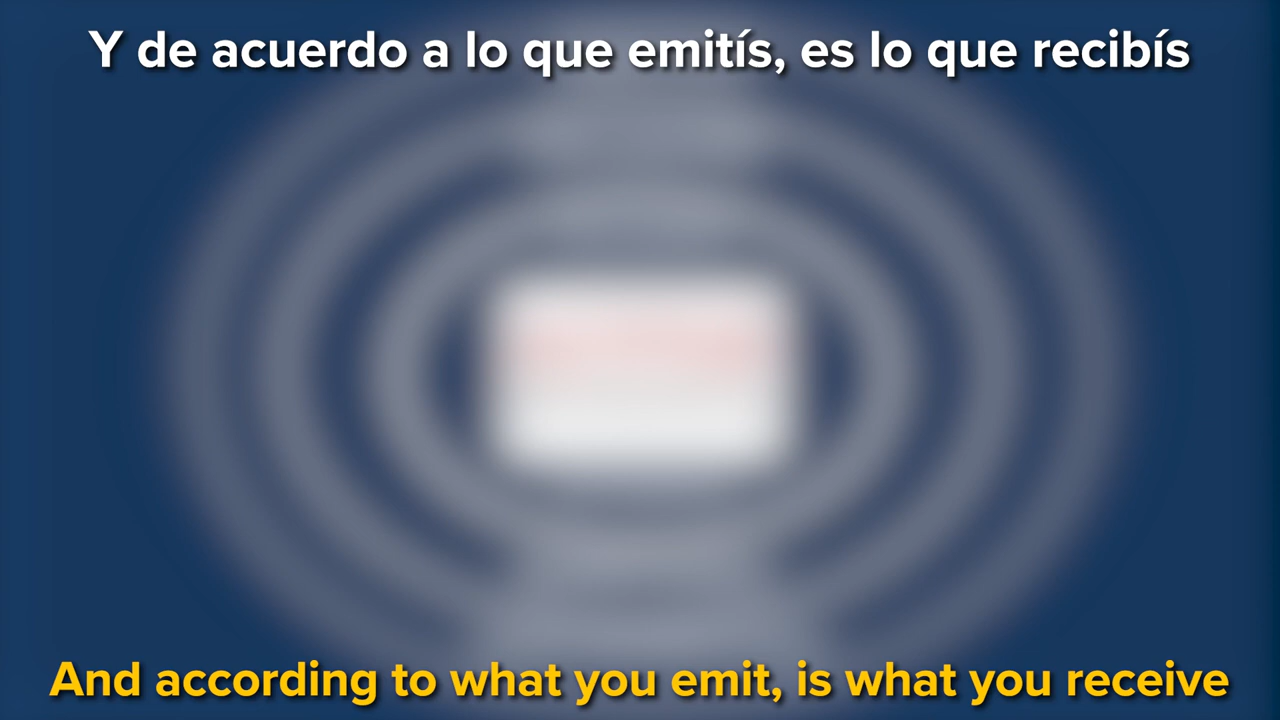 Y de acuerdo a lo que emitís, es lo que recibís
And according to what you emit, is what you receive